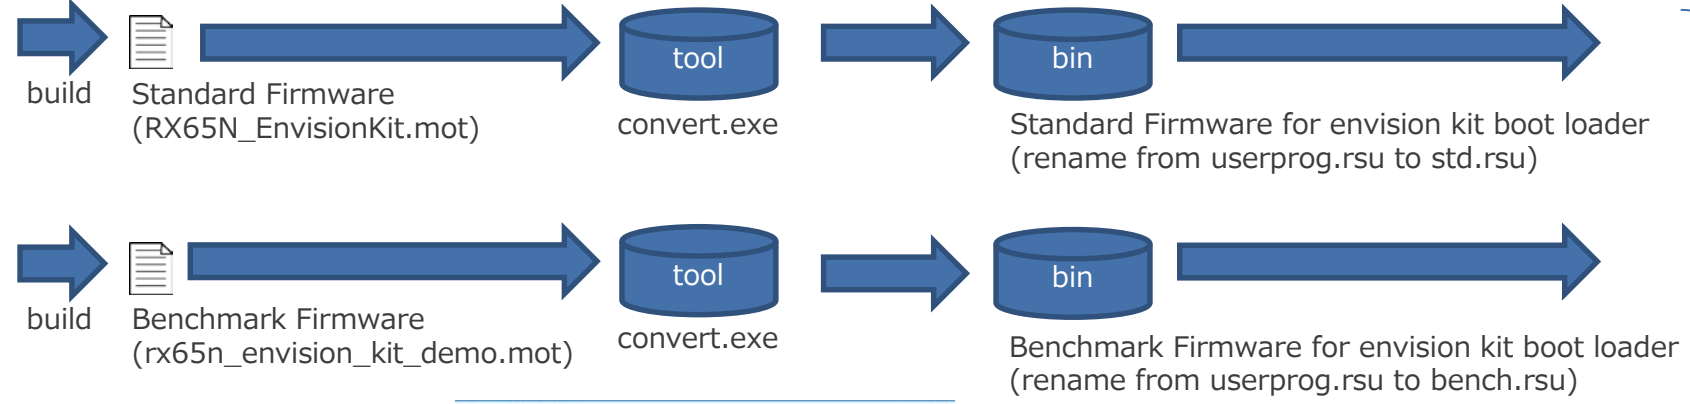 tool
bin
build
Standard Firmware
(RX65N_EnvisionKit.mot)
convert.exe
Standard Firmware for envision kit boot loader
(rename from userprog.rsu to std.rsu)
tool
bin
build
Benchmark Firmware
(rx65n_envision_kit_demo.mot)
convert.exe
Benchmark Firmware for envision kit boot loader
(rename from userprog.rsu to bench.rsu)